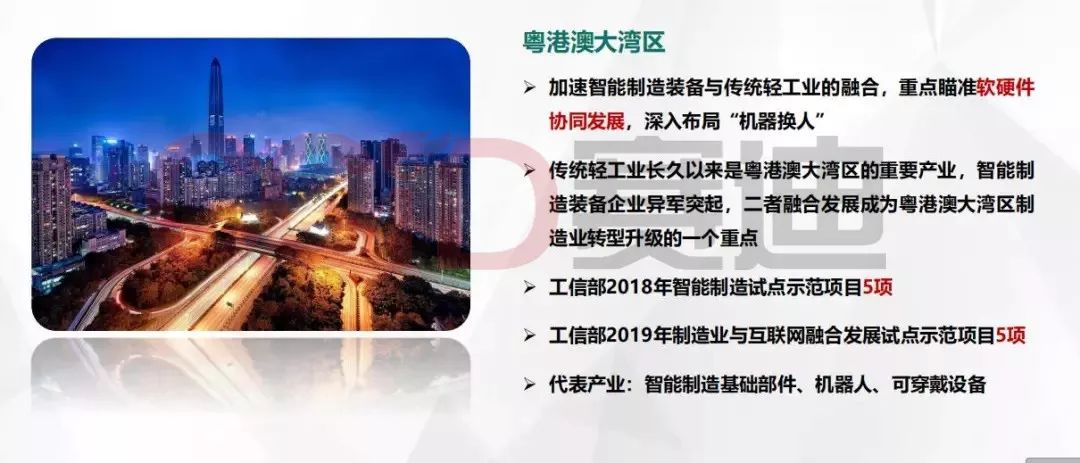 粤港澳大湾区
➢ 加速智能制造装备与传统轻工业的融合，重点瞄准软硬件
协同发展，深入布局“机器换人”
➢ 传统轻工业长久以来是粤港澳大湾区的重要产业，智能制
造装备企业异军突起，二者融合发展成为粤港澳大湾区制
造业转型升级的一个重点
➢ 工信部2018年智能制造试点示范项目5项
➢ 工信部2019年制造业与互联网融合发展试点示范项目5项
➢ 代表产业：智能制造基础部件、机器人、可穿戴设备
赛迪